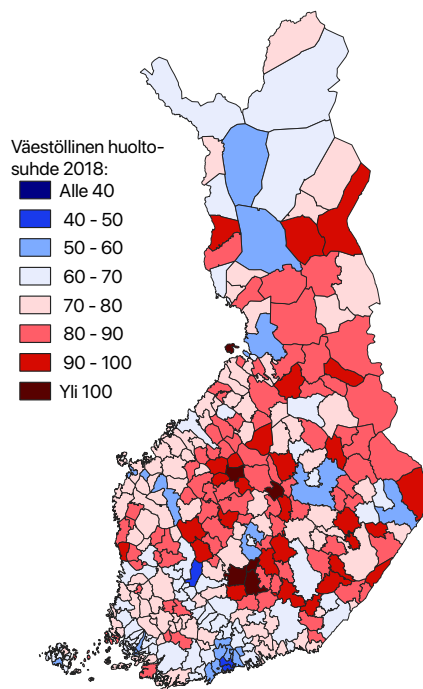 Väestöllinen huolto-
suhde 2018:
Alle 40
40 - 50
50 - 60
60 - 70
70 - 80
80 - 90
90 - 100
Yli 100